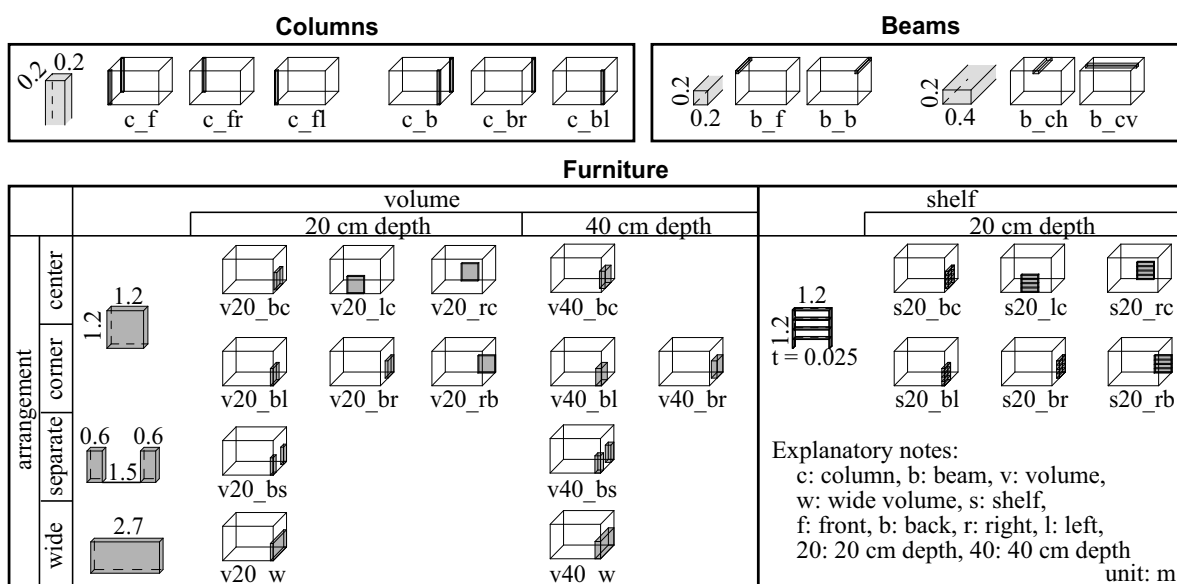 Columns
Beams
0.2
0.2
c_f
c_fr
c_fl
c_b
c_br
c_bl
0.2
0.2
b_f
b_b
0.2
0.4
b_ch
b_cv
Furniture
volume
shelf
20 cm depth
40 cm depth
20 cm depth
arrangement
center
1.2
1.2
v20_bc
v20_lc
v20_rc
v40_bc
1.2
1.2
t = 0.025
s20_bc
s20_lc
s20_rc
corner
v20_bl
v20_br
v20_rb
v40_bl
v40_br
s20_bl
s20_br
s20_rb
separate
0.6
0.6
1.5
v20_bs
v40_bs
wide
2.7
v20_w
v40_w
Explanatory notes:
c: column, b: beam, v: volume,
w: wide volume, s: shelf,
f: front, b: back, r: right, l: left,
20: 20 cm depth, 40: 40 cm depth
unit: m